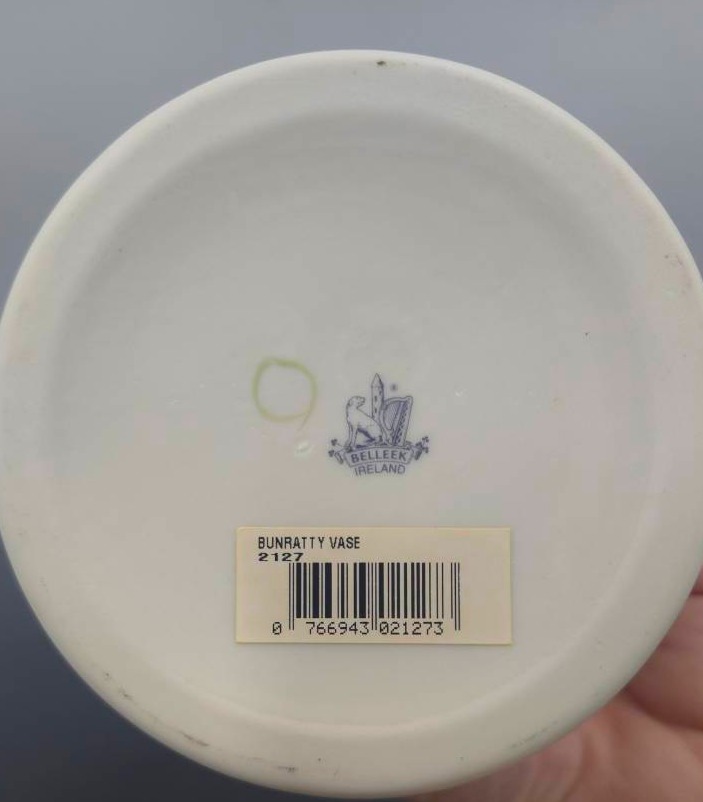 ®
BELLEEK
IRELAND
BUNRATTY VASE
2127
0 766943 021273